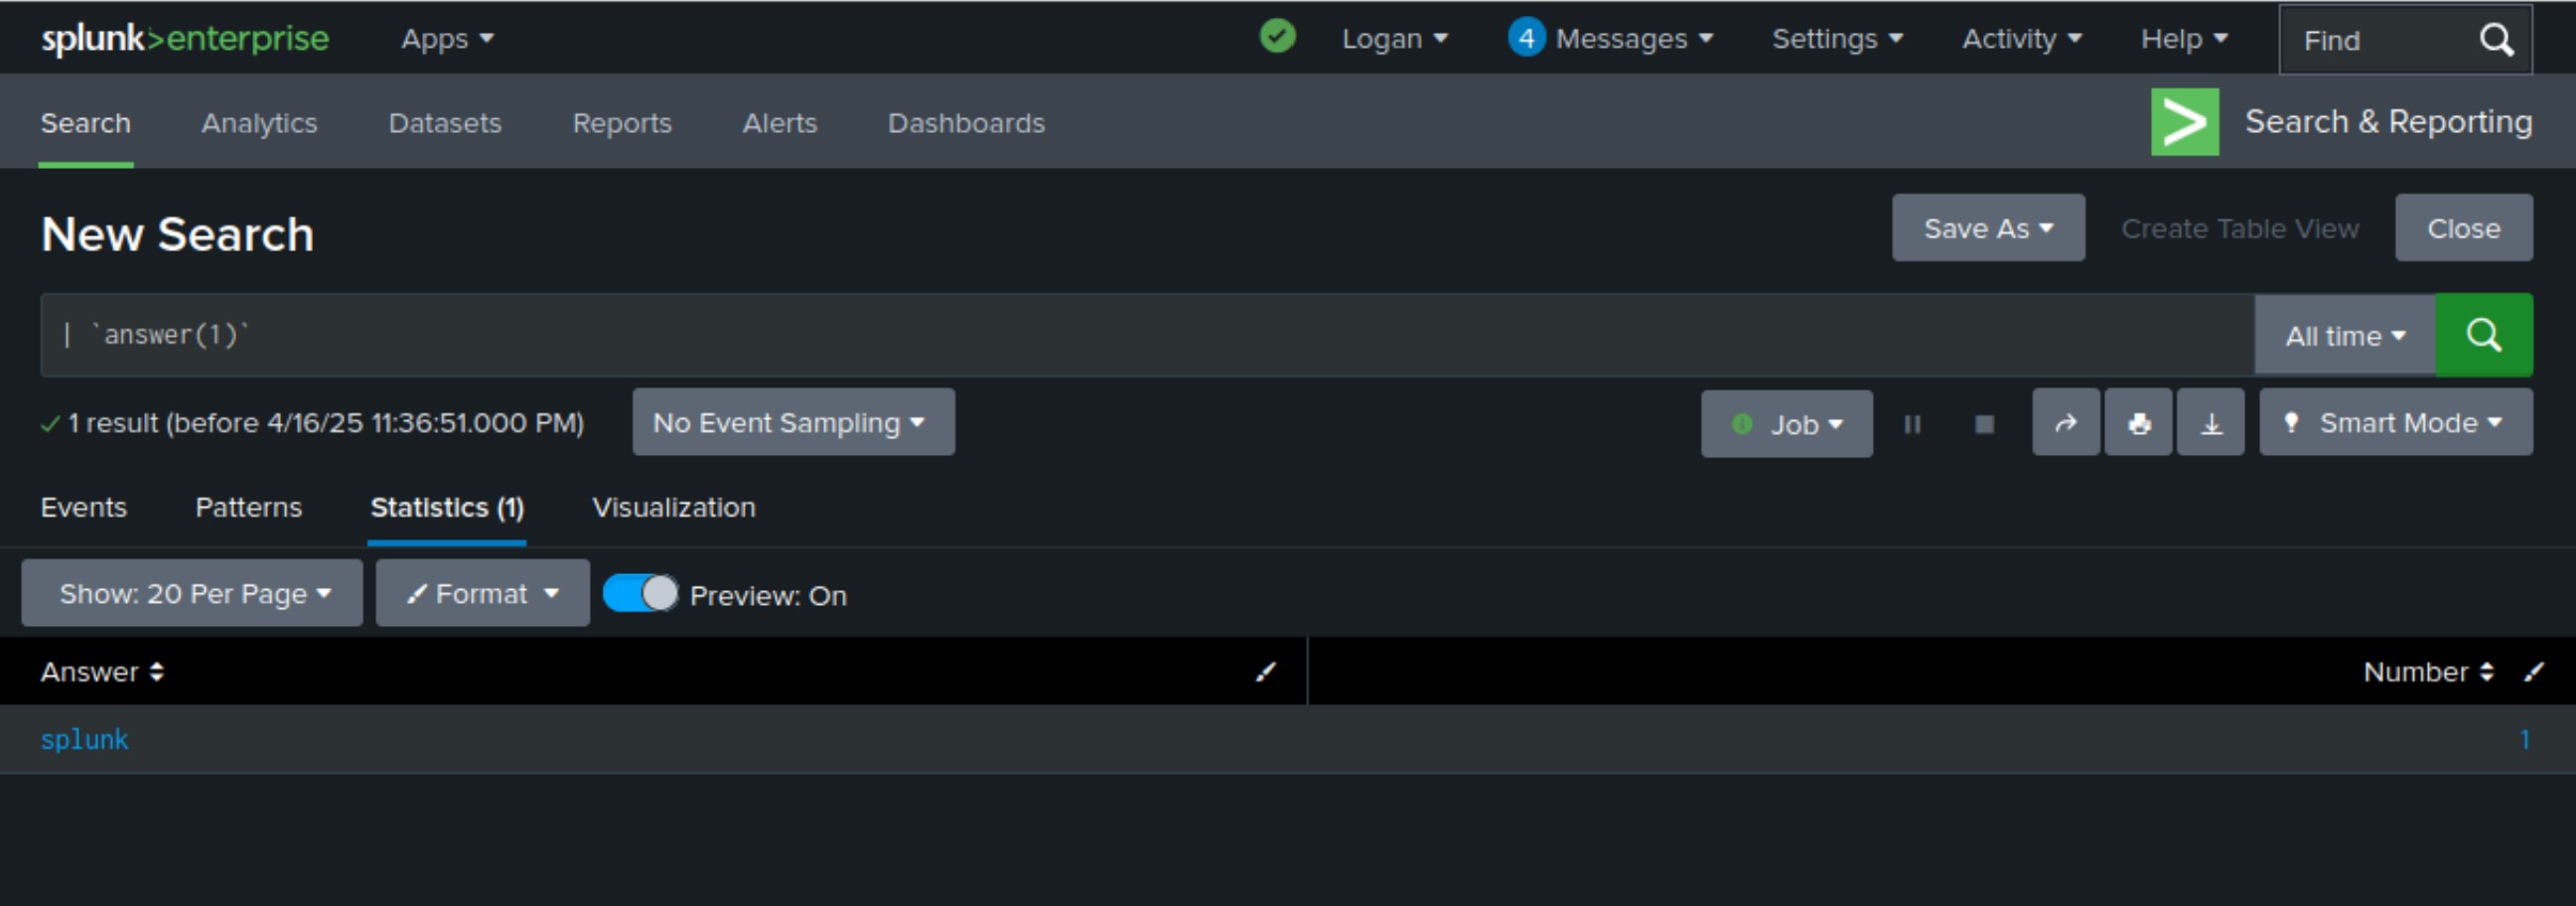 splunk>enterprise Apps Logan 4 Messages Settings Activity Help Find
Search Analytics Datasets Reports Alerts Dashboards > Search & Reporting
New Search Save As Create Table View Close
| `answer(1)` All time
1 result (before 4/16/25 11:36:51.000 PM) No Event Sampling Job Smart Mode
Events Patterns Statistics (1) Visualization
Show: 20 Per Page Format Preview: On
Answer Number
splunk 1